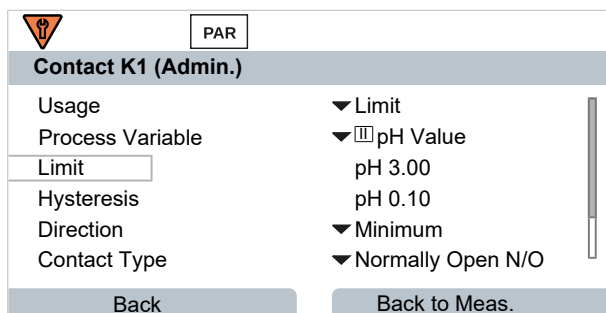 PAR
Contact K1 (Admin.)
Usage Limit
Process Variable II pH Value
Limit pH 3.00
Hysteresis pH 0.10
Direction Minimum
Contact Type Normally Open N/O
Back Back to Meas.